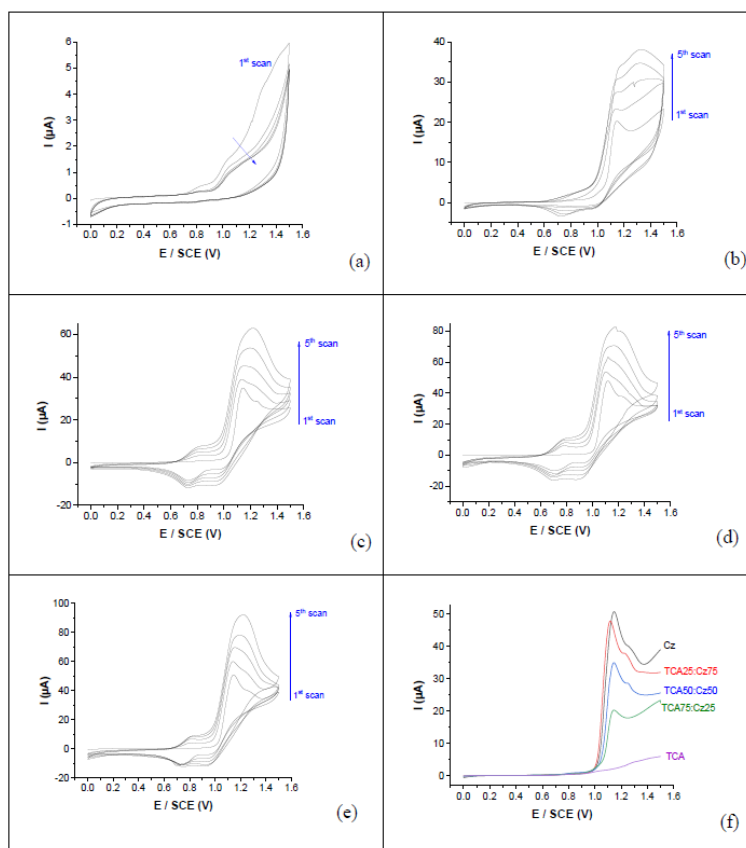 6
5
4
3
2
1
0
-1
0.0 0.2 0.4 0.6 0.8 1.0 1.2 1.4 1.6
I (µA)
E / SCE (V)
1st scan
(a)
40
30
20
10
0
0.0 0.2 0.4 0.6 0.8 1.0 1.2 1.4 1.6
I (µA)
E / SCE (V)
5th scan
1st scan
(b)
60
40
20
0
-20
0.0 0.2 0.4 0.6 0.8 1.0 1.2 1.4 1.6
I (µA)
E / SCE (V)
5th scan
1st scan
(c)
80
60
40
20
0
-20
0.0 0.2 0.4 0.6 0.8 1.0 1.2 1.4 1.6
I (µA)
E / SCE (V)
5th scan
1st scan
(d)
100
80
60
40
20
0
-20
0.0 0.2 0.4 0.6 0.8 1.0 1.2 1.4 1.6
I (µA)
E / SCE (V)
5th scan
1st scan
(e)
50
40
30
20
10
0
0.0 0.2 0.4 0.6 0.8 1.0 1.2 1.4 1.6
I (µA)
E / SCE (V)
Cz
TCA25:Cz75
TCA50:Cz50
TCA75:Cz25
TCA
(f)